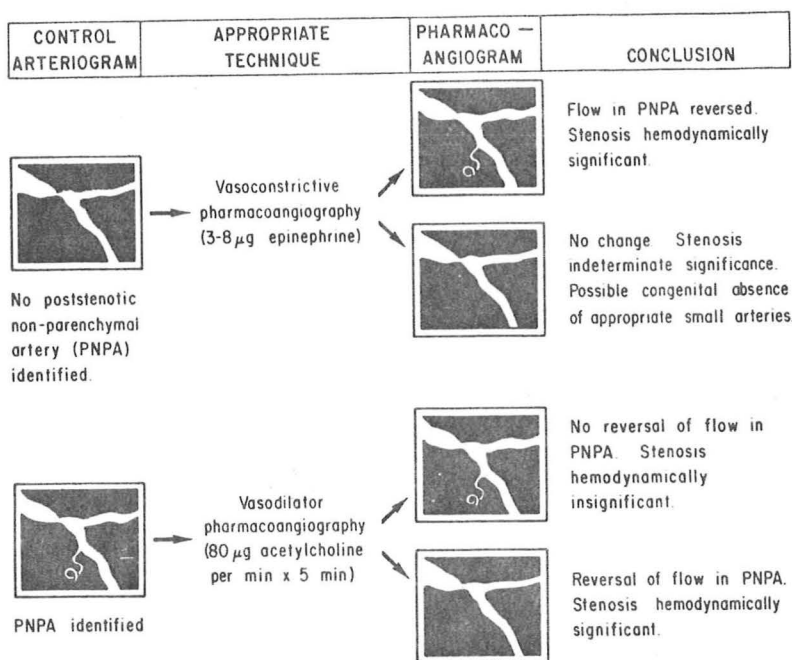 CONTROL
ARTERIOGRAM
APPROPRIATE
TECHNIQUE
PHARMACO —
ANGIOGRAM
CONCLUSION
No poststenotic
non-parenchymal
artery (PNPA)
identified.
Vasoconstrictive
pharmacoangiography
(3-8 μg epinephrine)
Flow in PNPA reversed.
Stenosis hemodynamically
significant.
No change Stenosis
indeterminate significance.
Possible congenital absence
of appropriate small arteries.
PNPA identified
Vasodilator
pharmacoangiography
(80 μg acetylcholine
per min x 5 min)
No reversal of flow in
PNPA. Stenosis
hemodynamically
insignificant.
Reversal of flow in PNPA.
Stenosis hemodynamically
significant.